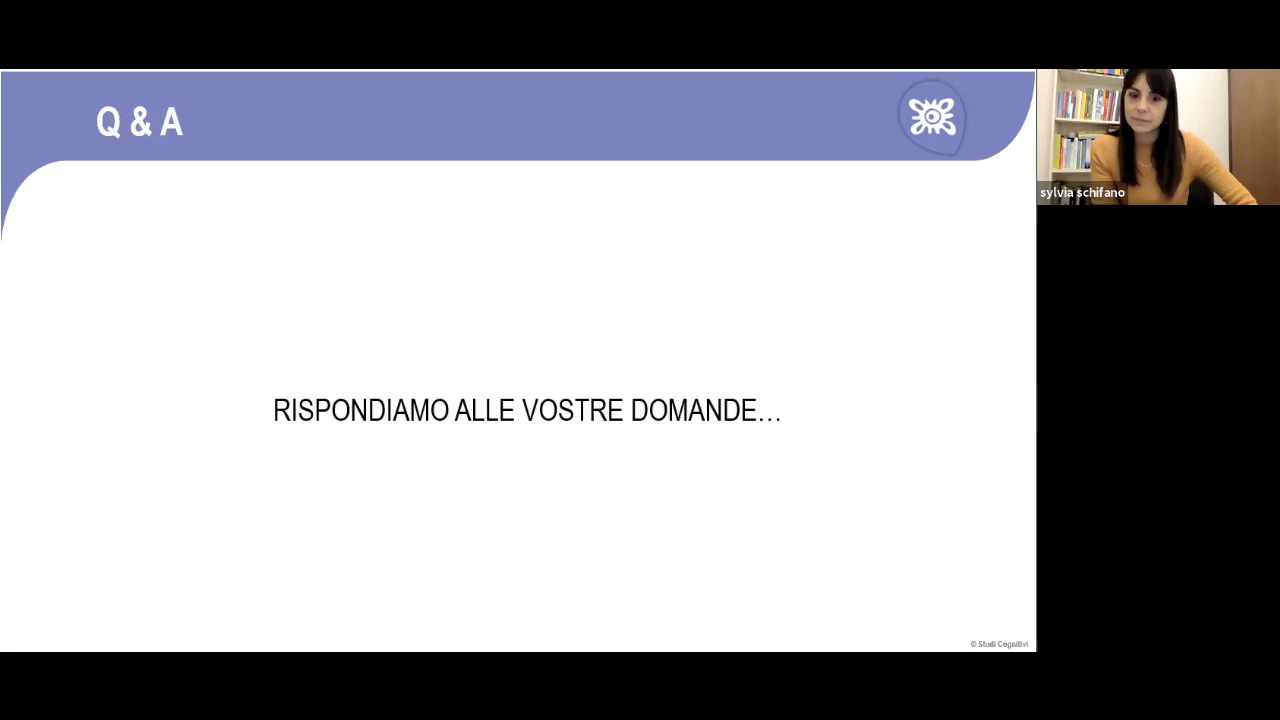 Q & A
sylvia schifano
RISPONDIAMO ALLE VOSTRE DOMANDE…
© Studi Cognitivi